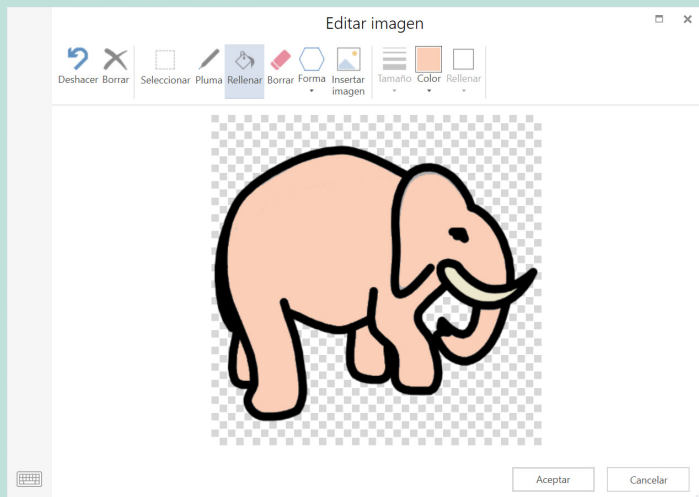 Editar imagen
Deshacer Borrar Seleccionar Pluma Rellenar Borrar Forma Insertar imagen Tamaño Color Rellenar
Aceptar Cancelar